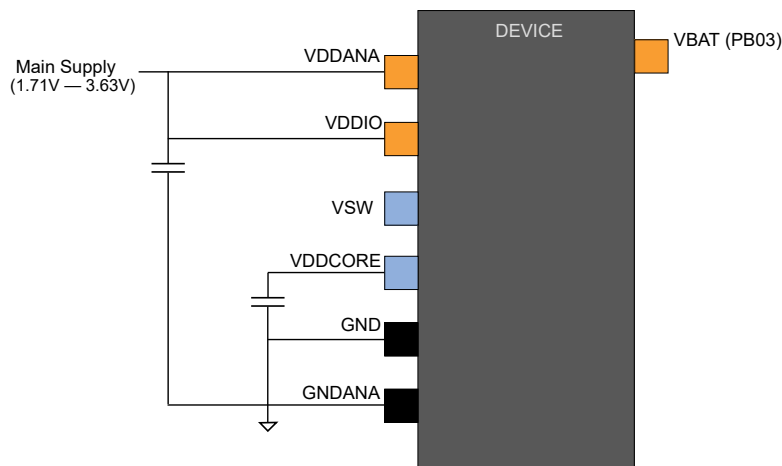 DEVICE
VBAT (PB03)
VDDANA
Main Supply
(1.71V — 3.63V)
VDDIO
VSW
VDDCORE
GND
GNDANA